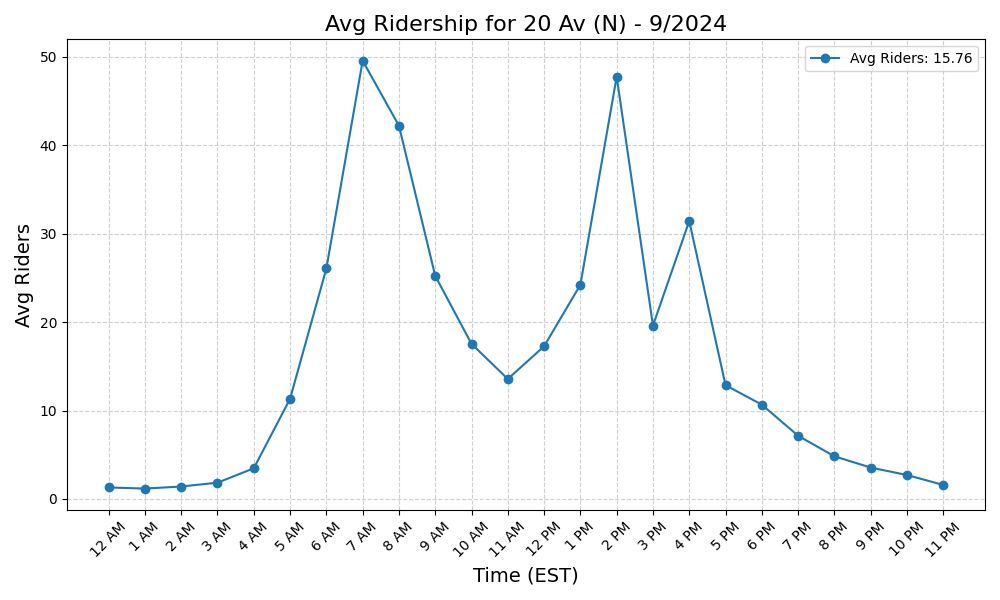 Avg Ridership for 20 Av (N) - 9/2024
Avg Riders: 15.76
Avg Riders
50
40
30
20
10
0
12 AM
1 AM
2 AM
3 AM
4 AM
5 AM
6 AM
7 AM
8 AM
9 AM
10 AM
11 AM
12 PM
1 PM
2 PM
3 PM
4 PM
5 PM
6 PM
7 PM
8 PM
9 PM
10 PM
11 PM
Time (EST)